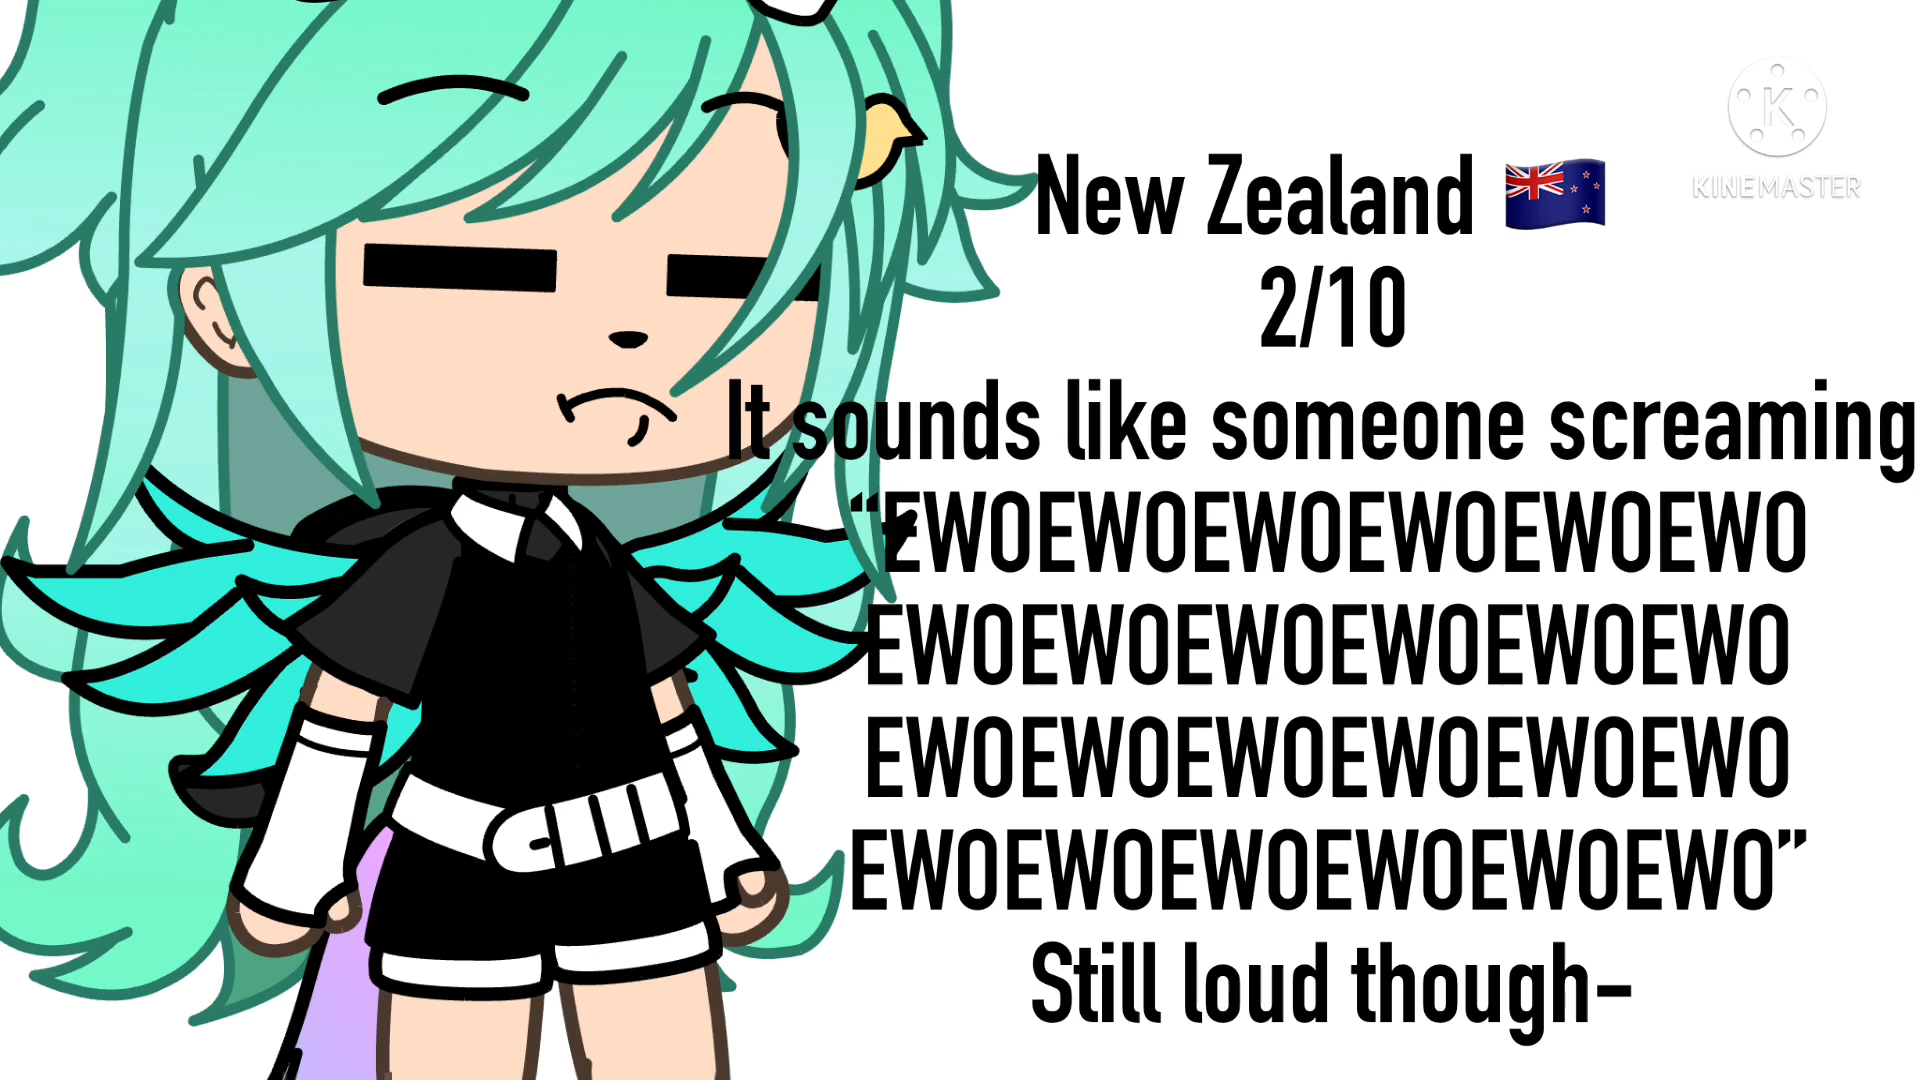 New Zealand 🇳🇿
2/10
It sounds like someone screaming
“EWOEWOEWOEWOEWOEWO
EWOEWOEWOEWOEWOEWO
EWOEWOEWOEWOEWOEWO
EWOEWOEWOEWOEWOEWO”
Still loud though-
K
KINEMASTER